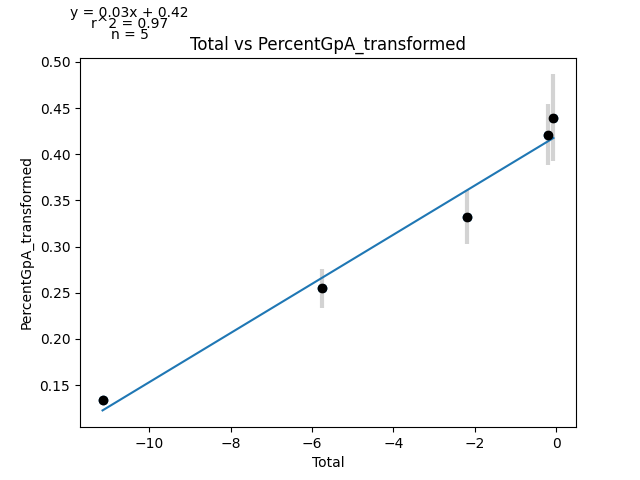 y = 0.03x + 0.42
r^2 = 0.97
n = 5
Total vs PercentGpA_transformed
0.50
0.45
0.40
0.35
0.30
0.25
0.20
0.15
PercentGpA_transformed
−10
−8
−6
−4
−2
0
Total